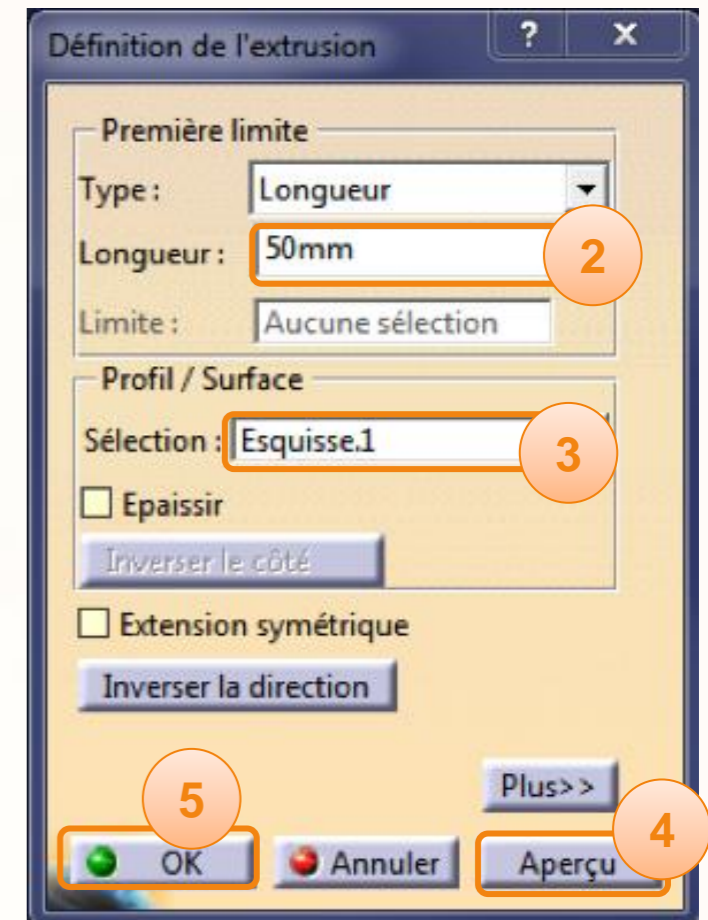 Définition de l'extrusion ? x
Première limite
Type : Longueur
Longueur : 50mm 2
Limite : Aucune sélection
Profil / Surface
Sélection : Esquisse.1 3
Epaissir
Inverser le côté
Extension symétrique
Inverser la direction
Plus>>
5 4
OK Annuler Aperçu